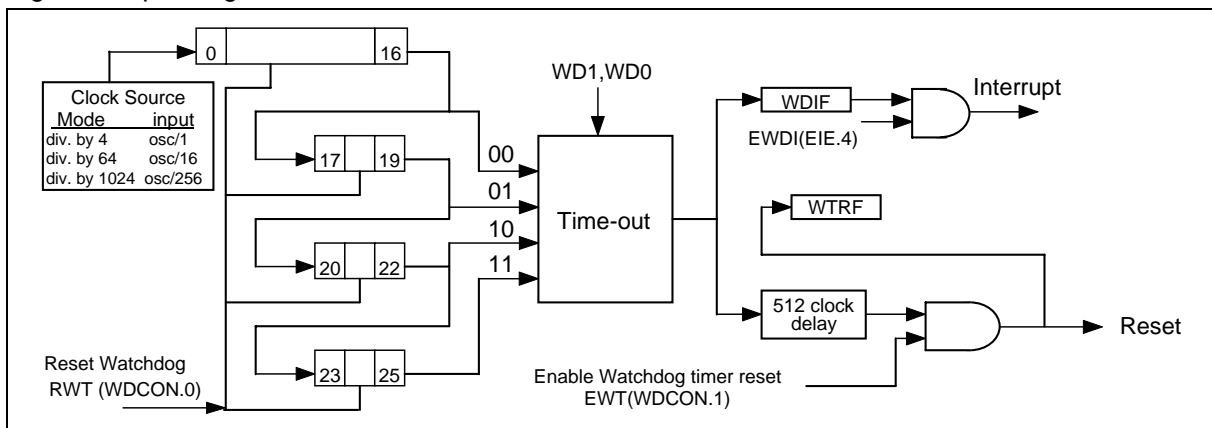 0 16
Clock Source
Mode input
div. by 4 osc/1
div. by 64 osc/16
div. by 1024 osc/256
17 19
20 22
23 25
Reset Watchdog
RWT (WDCON.0)
WD1,WD0
00
01
10
11
Time-out
WDIF
EWDI(EIE.4)
Interrupt
WTRF
512 clock
delay
Enable Watchdog timer reset
EWT(WDCON.1)
Reset